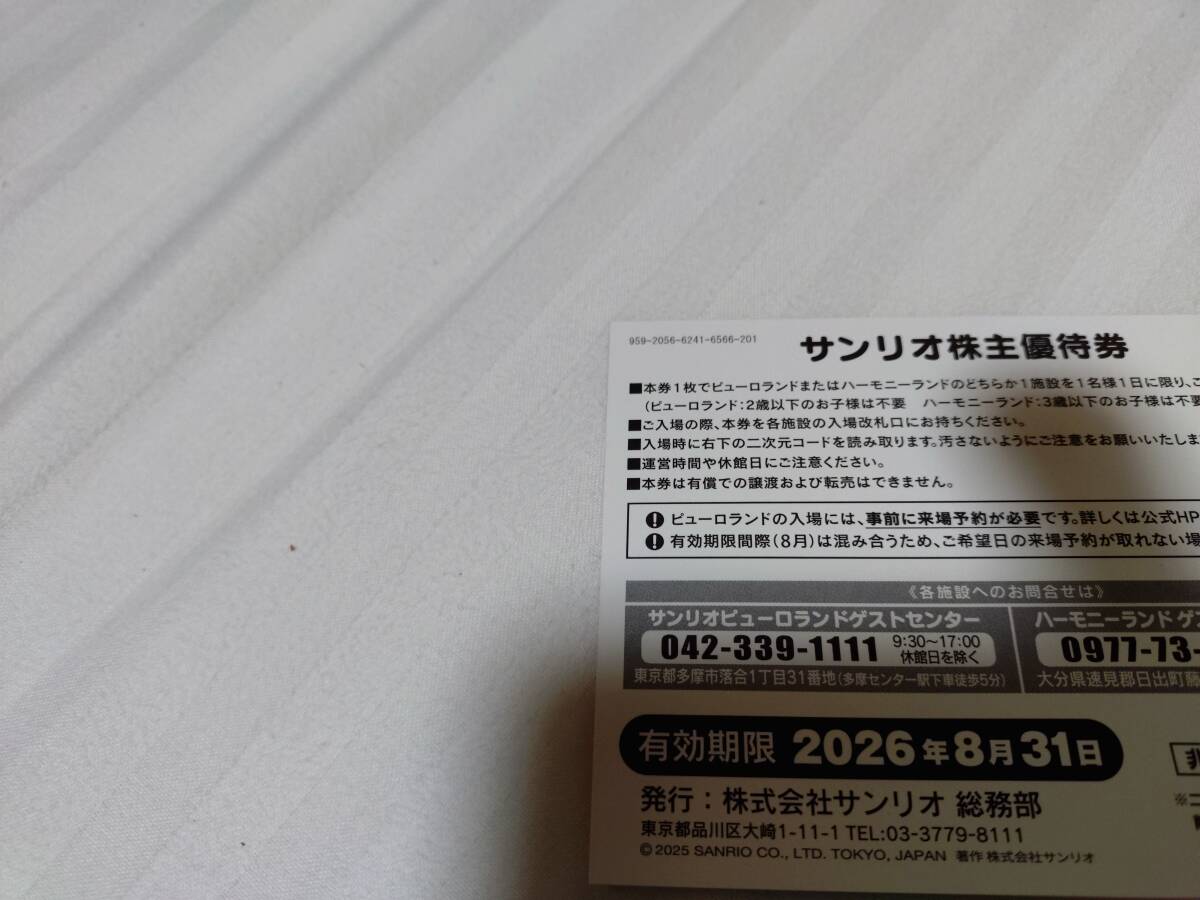 959-2056-6241-6566-201
サンリオ株主優待券
■本券1枚でピューロランドまたはハーモニーランドのどちらか1施設を1名様1日に限り、
(ピューロランド:2歳以下のお子様は不要 ハーモニーランド:3歳以下のお子様は不要
■ご入場の際、本券を各施設の入場改札口にお持ちください。
■入場時に右下の二次元コードを読み取ります。汚さないようにご注意をお願いいたしま
■運営時間や休館日にご注意ください。
■本券は有償での譲渡および転売はできません。
ピューロランドの入場には、事前に来場予約が必要です。詳しくは公式HP
有効期限間際(8月)は混み合うため、ご希望日の来場予約が取れない場
《各施設へのお問合せは》
サンリオピューロランドゲストセンター
042-339-1111 9:30〜17:00 休館日を除く
東京都多摩市落合1丁目31番地(多摩センター駅下車徒歩5分)
ハーモニーランド ゲ
0977-73-
大分県速見郡日出町藤
有効期限 2026年8月31日
発行:株式会社サンリオ 総務部
東京都品川区大崎1-11-1 TEL:03-3779-8111
©2025 SANRIO CO., LTD. TOKYO, JAPAN 著作 株式会社サンリオ